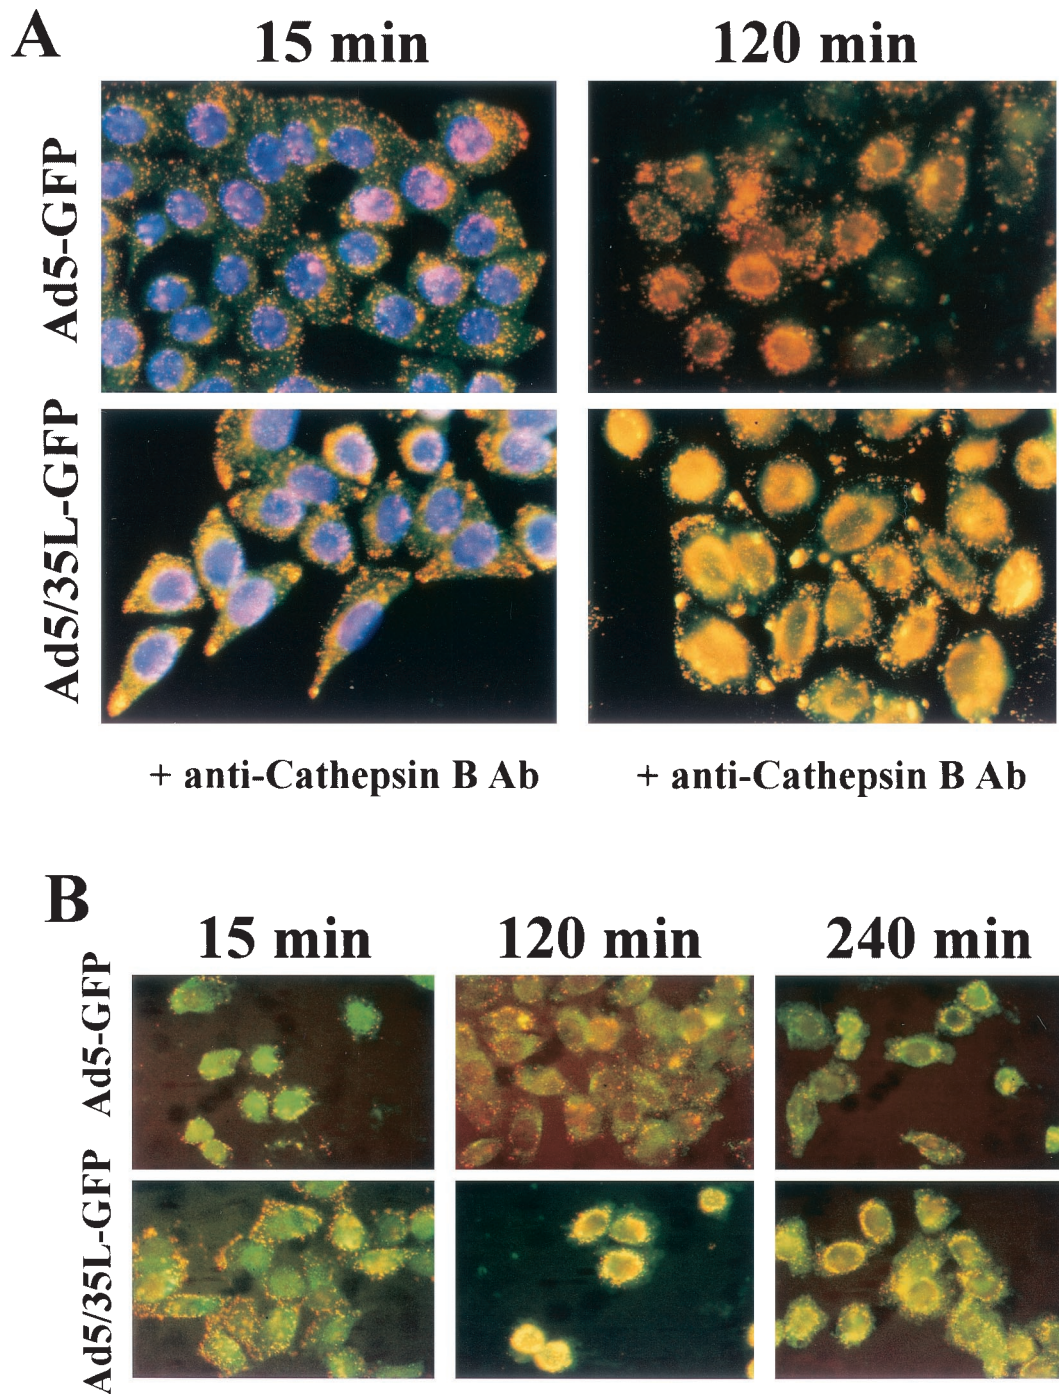 A
15 min
120 min
Ad5-GFP
Ad5/35L-GFP
+ anti-Cathepsin B Ab
+ anti-Cathepsin B Ab
B
15 min
120 min
240 min
Ad5-GFP
Ad5/35L-GFP